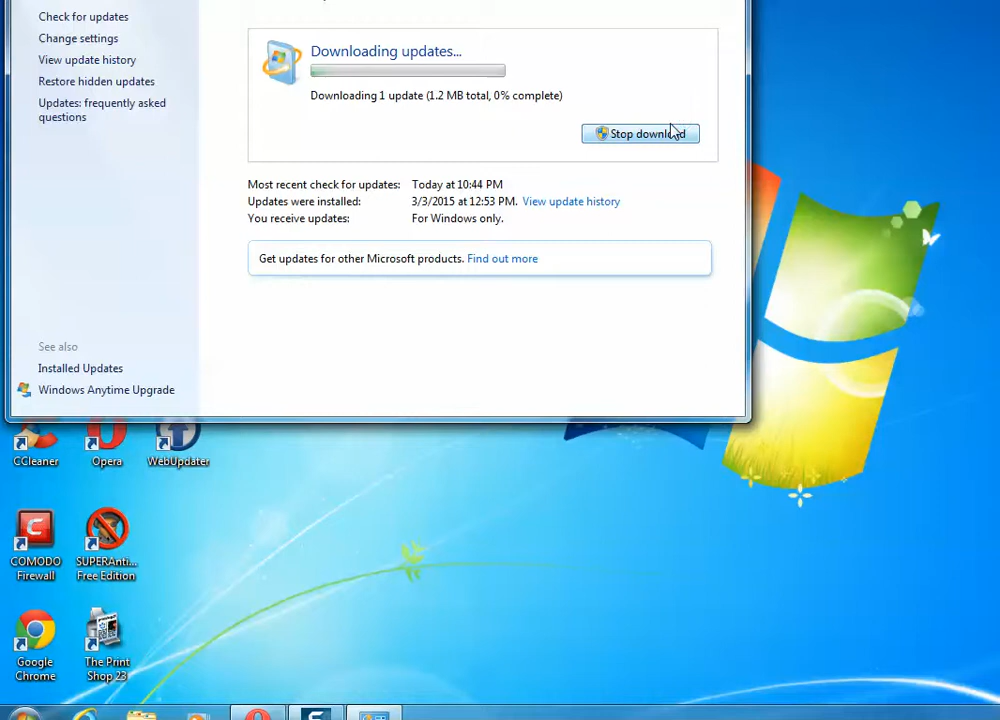 Check for updates
Change settings
View update history
Restore hidden updates
Updates: frequently asked
questions
Downloading updates...
Downloading 1 update (1.2 MB total, 0% complete)
Stop download
Most recent check for updates: Today at 10:44 PM
Updates were installed: 3/3/2015 at 12:53 PM. View update history
You receive updates: For Windows only.
Get updates for other Microsoft products. Find out more
See also
Installed Updates
Windows Anytime Upgrade
CCleaner
Opera
WebUpdater
COMODO
Firewall
SUPERAnti...
Free Edition
Google
Chrome
The Print
Shop 23